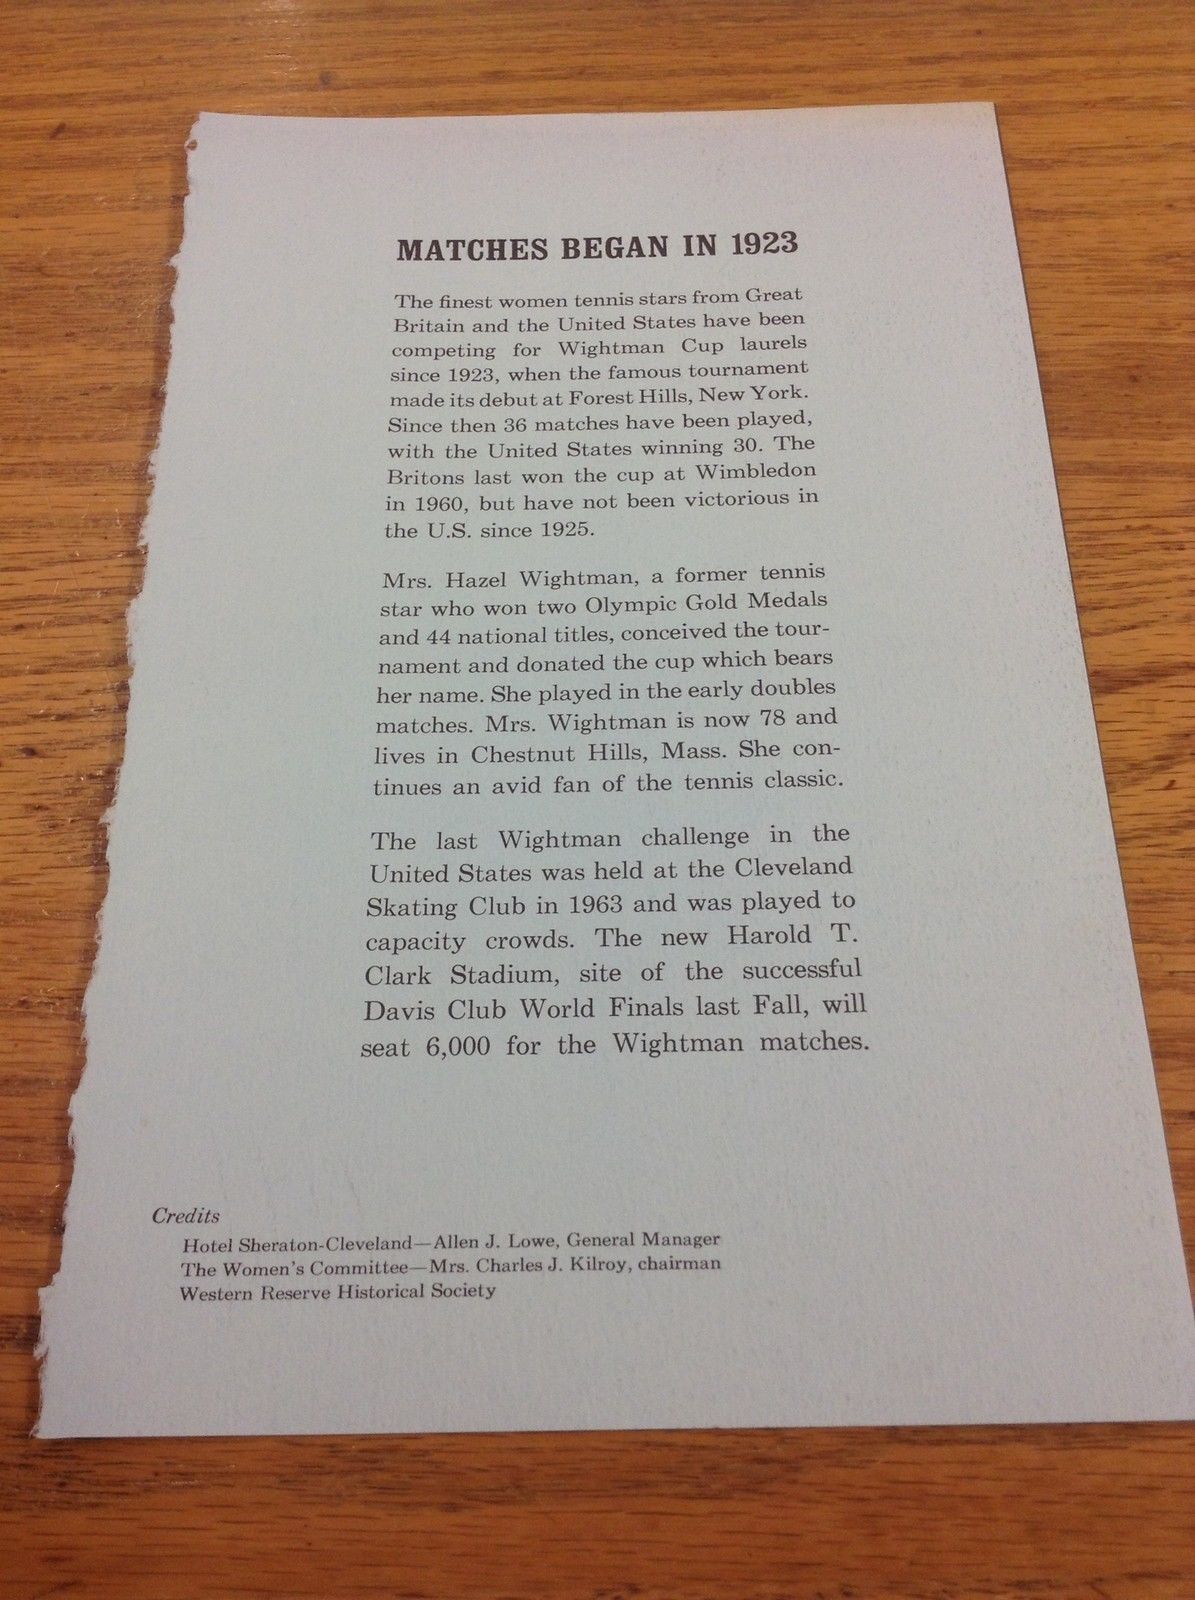 MATCHES BEGAN IN 1923
The finest women tennis stars from Great
Britain and the United States have been
competing for Wightman Cup laurels
since 1923, when the famous tournament
made its debut at Forest Hills, New York.
Since then 36 matches have been played,
with the United States winning 30. The
Britons last won the cup at Wimbledon
in 1960, but have not been victorious in
the U.S. since 1925.
Mrs. Hazel Wightman, a former tennis
star who won two Olympic Gold Medals
and 44 national titles, conceived the tour-
nament and donated the cup which bears
her name. She played in the early doubles
matches. Mrs. Wightman is now 78 and
lives in Chestnut Hills, Mass. She con-
tinues an avid fan of the tennis classic.
The last Wightman challenge in the
United States was held at the Cleveland
Skating Club in 1963 and was played to
capacity crowds. The new Harold T.
Clark Stadium, site of the successful
Davis Club World Finals last Fall, will
seat 6,000 for the Wightman matches.
Credits
Hotel Sheraton-Cleveland—Allen J. Lowe, General Manager
The Women's Committee—Mrs. Charles J. Kilroy, chairman
Western Reserve Historical Society